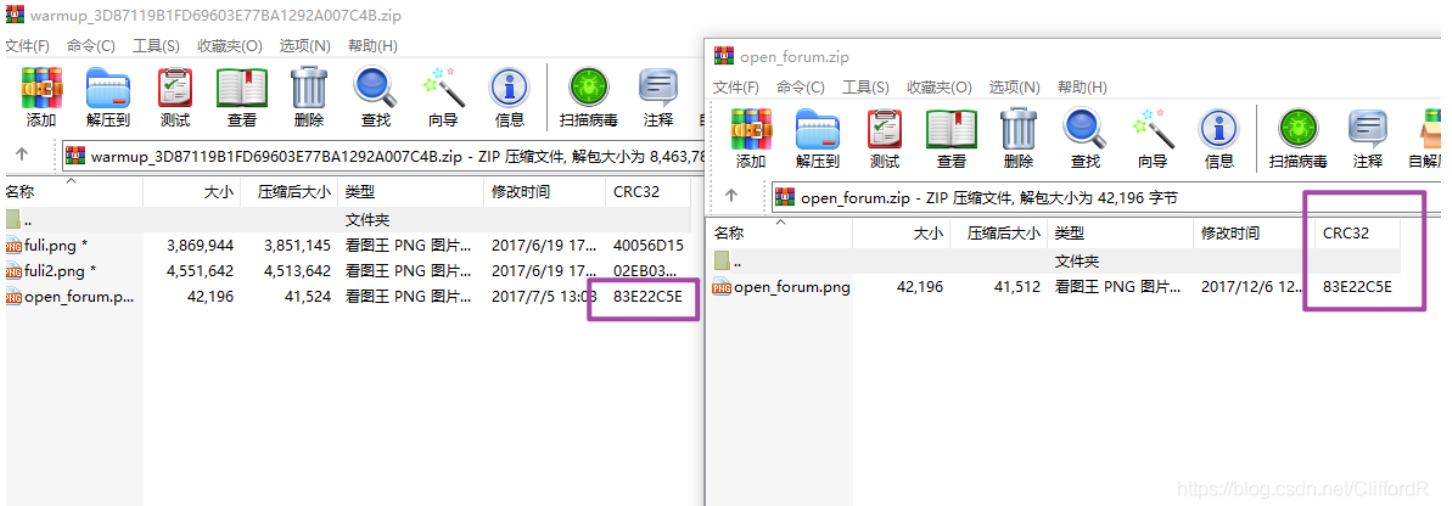 warmup_3D87119B1FD69603E77BA1292A007C4B.zip
文件(F) 命令(C) 工具(S) 收藏夹(O) 选项(N) 帮助(H)
添加 解压到 测试 查看 删除 查找 向导 信息 扫描病毒 注释
warmup_3D87119B1FD69603E77BA1292A007C4B.zip - ZIP 压缩文件, 解包大小为 8,463,78
名称 大小 压缩后大小 类型 修改时间 CRC32
.. 文件夹
fuli.png * 3,869,944 3,851,145 看图王 PNG 图片... 2017/6/19 17... 40056D15
fuli2.png * 4,551,642 4,513,642 看图王 PNG 图片... 2017/6/19 17... 02EB03...
open_forum.p... 42,196 41,524 看图王 PNG 图片... 2017/7/5 13:03 83E22C5E
open_forum.zip
文件(F) 命令(C) 工具(S) 收藏夹(O) 选项(N) 帮助(H)
添加 解压到 测试 查看 删除 查找 向导 信息 扫描病毒 注释 自解
open_forum.zip - ZIP 压缩文件, 解包大小为 42,196 字节
名称 大小 压缩后大小 类型 修改时间 CRC32
.. 文件夹
open_forum.png 42,196 41,512 看图王 PNG 图片... 2017/12/6 12... 83E22C5E
https://blog.csdn.net/CliffordR